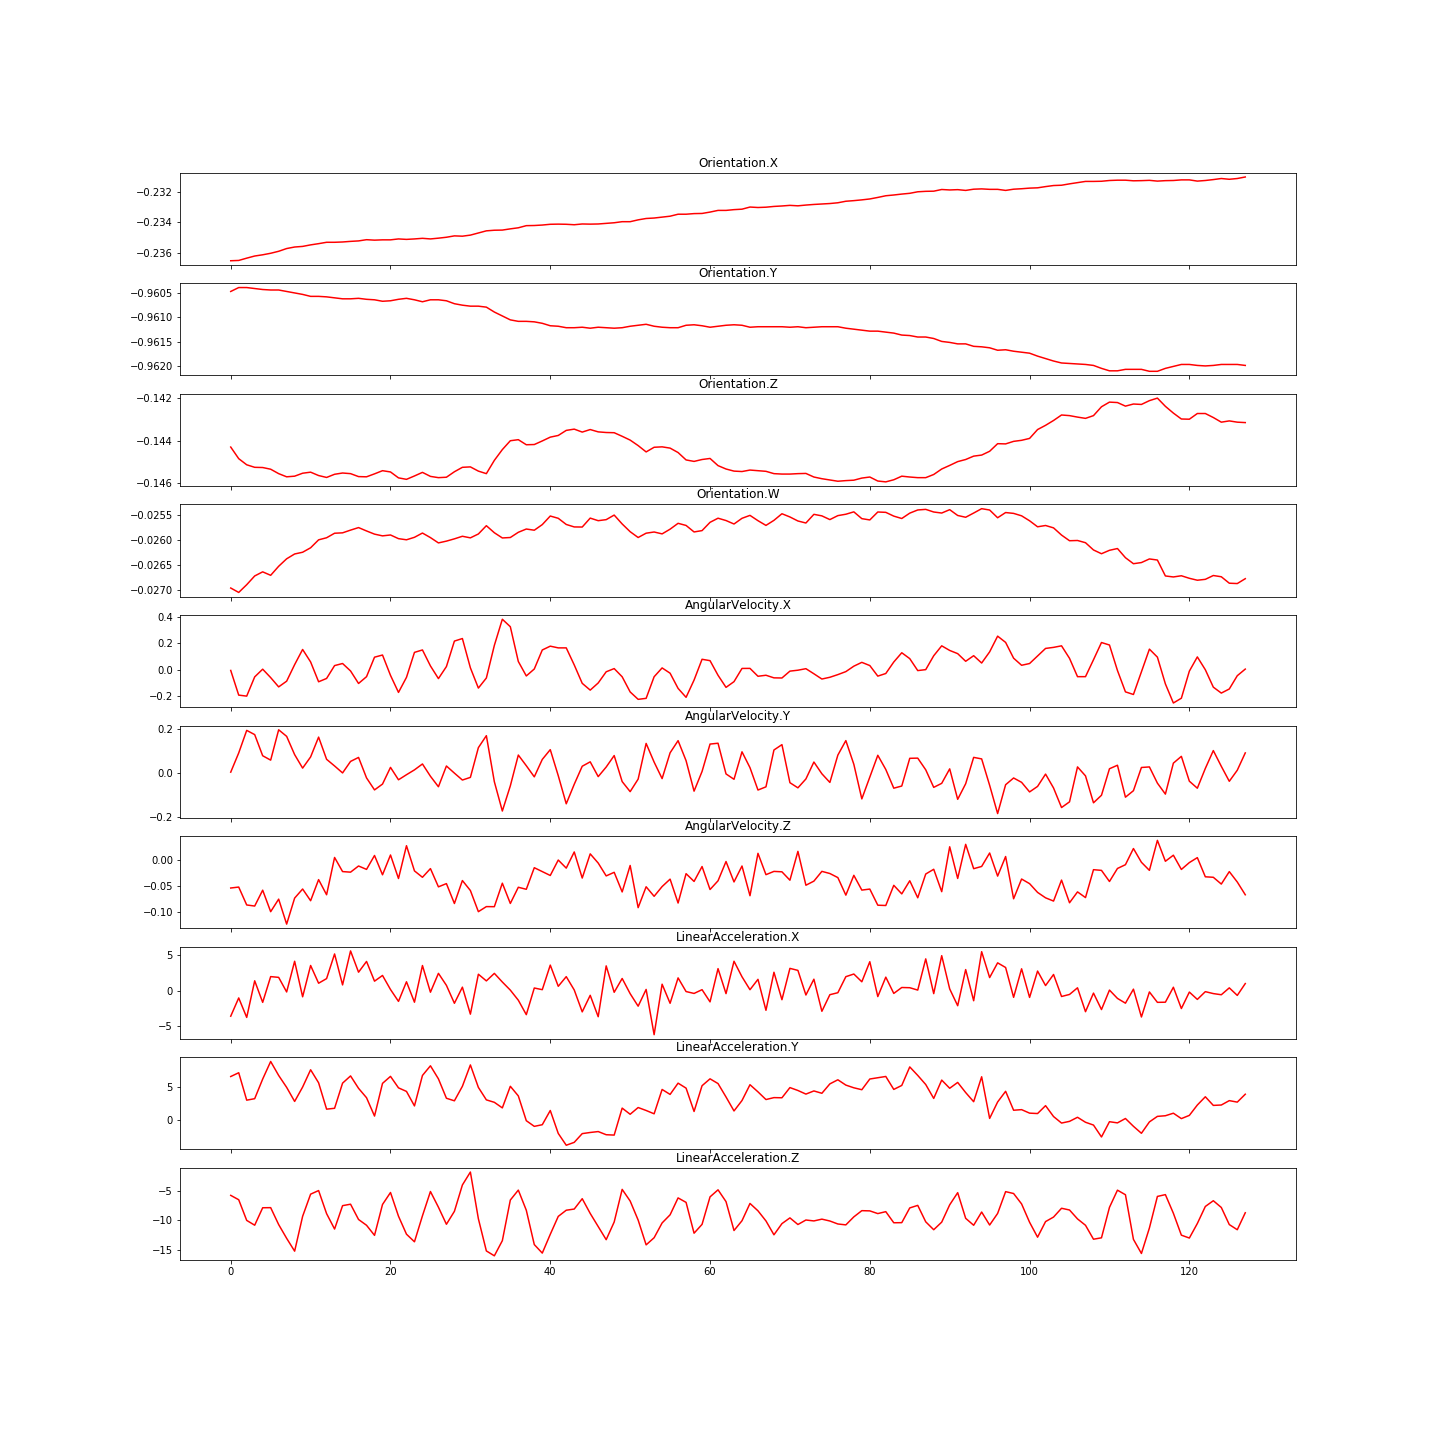 Orientation.X
−0.232
−0.234
−0.236
Orientation.Y
−0.9605
−0.9610
−0.9615
−0.9620
Orientation.Z
−0.142
−0.144
−0.146
Orientation.W
−0.0255
−0.0260
−0.0265
−0.0270
AngularVelocity.X
0.4
0.2
0.0
−0.2
AngularVelocity.Y
0.2
0.0
−0.2
AngularVelocity.Z
0.00
−0.05
−0.10
LinearAcceleration.X
5
0
−5
LinearAcceleration.Y
5
0
LinearAcceleration.Z
−5
−10
−15
0 20 40 60 80 100 120